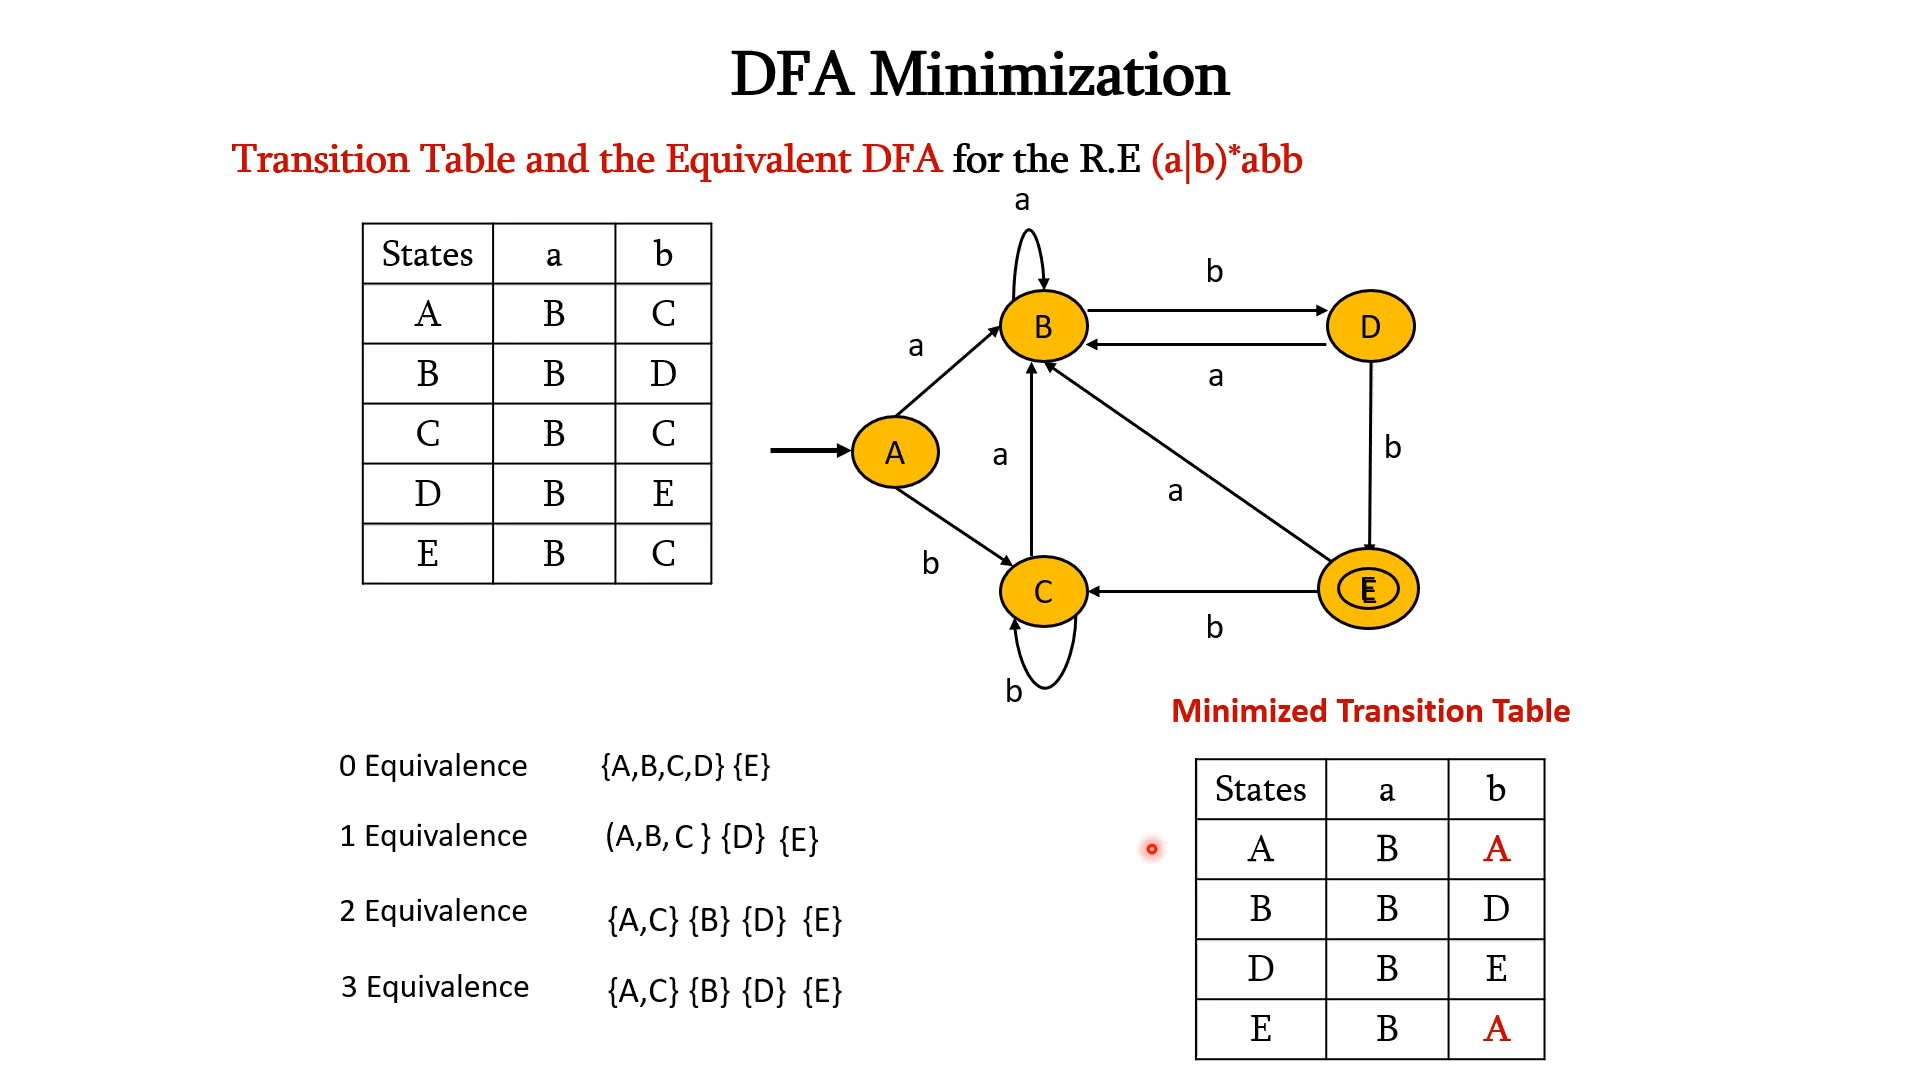 DFA Minimization
Transition Table and the Equivalent DFA for the R.E (a|b)*abb
States a b
A B C
B B D
C B C
D B E
E B C
a
b
B
D
a
a
A
a
a
b
b
C
E
b
b
0 Equivalence {A,B,C,D} {E}
1 Equivalence (A,B, C } {D} {E}
2 Equivalence {A,C} {B} {D} {E}
3 Equivalence {A,C} {B} {D} {E}
Minimized Transition Table
States a b
A B A
B B D
D B E
E B A